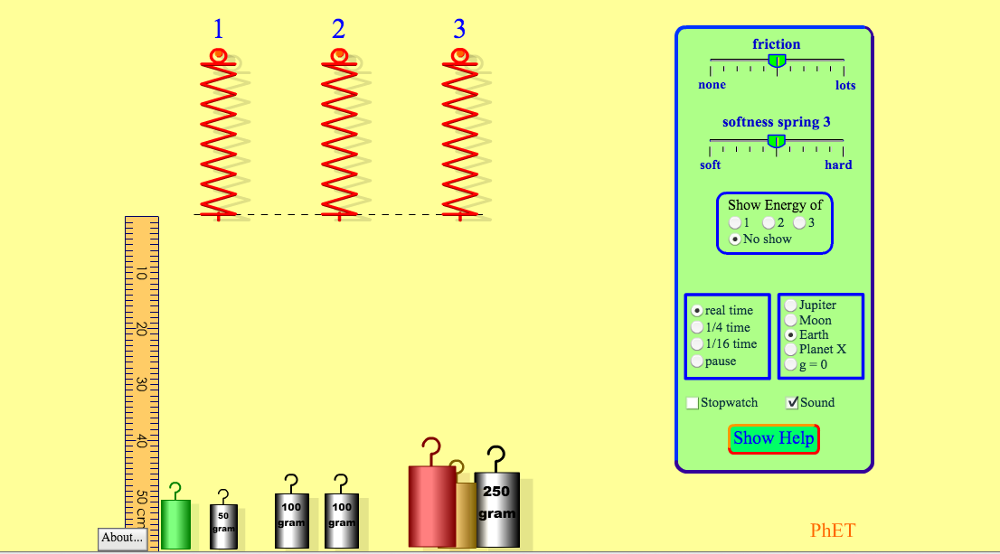 1 2 3
friction
none lots
softness spring 3
soft hard
Show Energy of
1 2 3
No show
real time
1/4 time
1/16 time
pause
Jupiter
Moon
Earth
Planet X
g = 0
Stopwatch Sound
Show Help
10
20
30
40
50 cm
About...
50
gram
100
gram
100
gram
250
gram
PhET